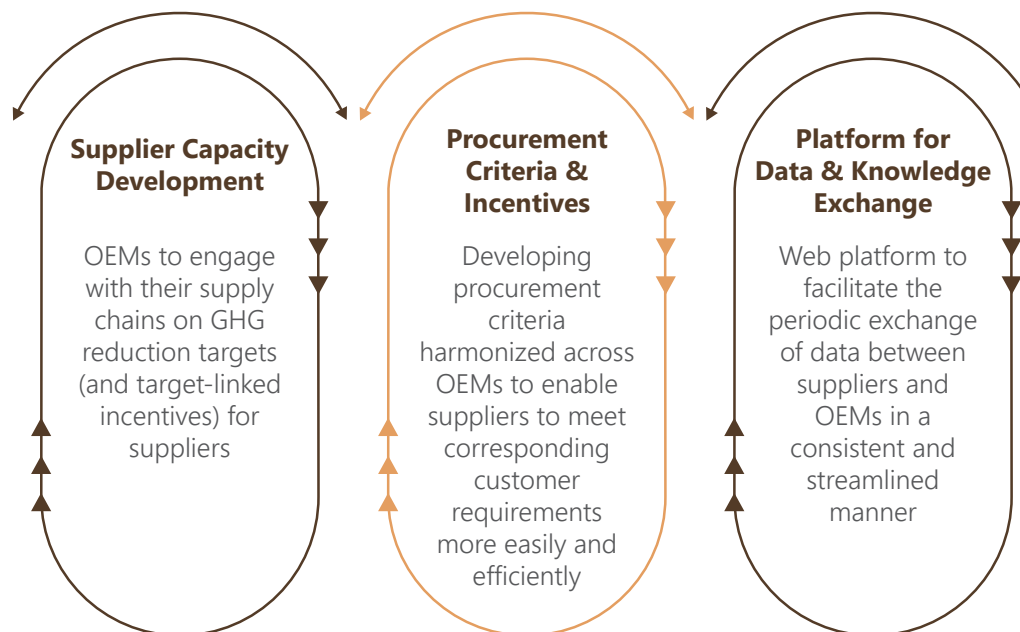 Supplier Capacity
Development
OEMs to engage
with their supply
chains on GHG
reduction targets
(and target-linked
incentives) for
suppliers
Procurement
Criteria &
Incentives
Developing
procurement
criteria
harmonized across
OEMs to enable
suppliers to meet
corresponding
customer
requirements
more easily and
efficiently
Platform for
Data & Knowledge
Exchange
Web platform to
facilitate the
periodic exchange
of data between
suppliers and
OEMs in a
consistent and
streamlined
manner